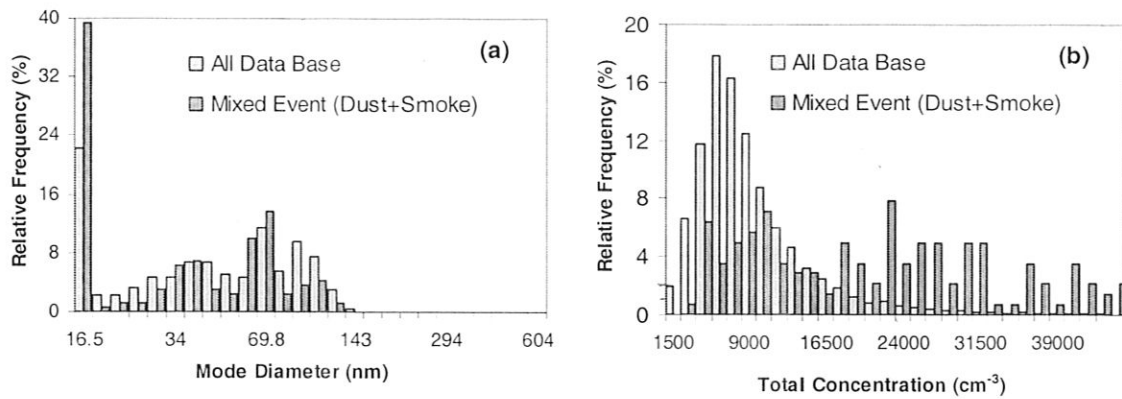 40
32
24
16
8
0
Relative Frequency (%)
(a)
All Data Base
Mixed Event (Dust+Smoke)
16.5 34 69.8 143 294 604
Mode Diameter (nm)
20
16
12
8
4
0
Relative Frequency (%)
(b)
All Data Base
Mixed Event (Dust+Smoke)
1500 9000 16500 24000 31500 39000
Total Concentration (cm⁻³)